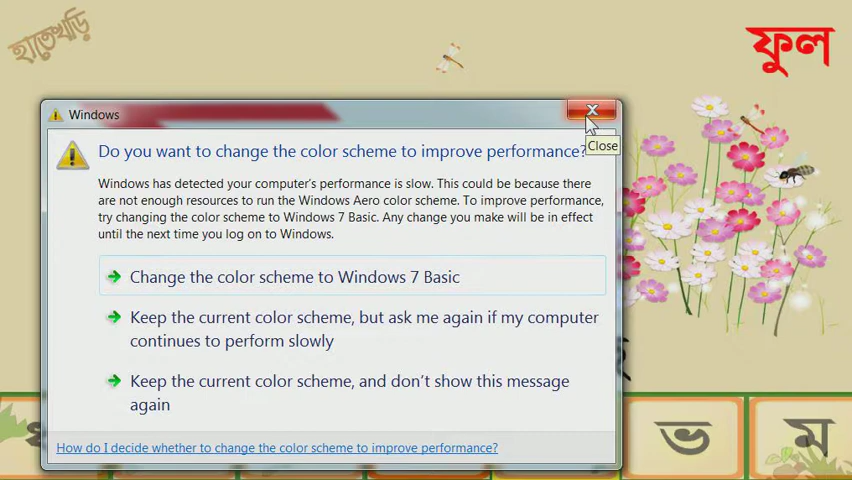 হাতেখড়ি
ফুল
Windows
Close
Do you want to change the color scheme to improve performance?
Windows has detected your computer's performance is slow. This could be because there
are not enough resources to run the Windows Aero color scheme. To improve performance,
try changing the color scheme to Windows 7 Basic. Any change you make will be in effect
until the next time you log on to Windows.
Change the color scheme to Windows 7 Basic
Keep the current color scheme, but ask me again if my computer
continues to perform slowly
Keep the current color scheme, and don't show this message
again
How do I decide whether to change the color scheme to improve performance?
ভ ম